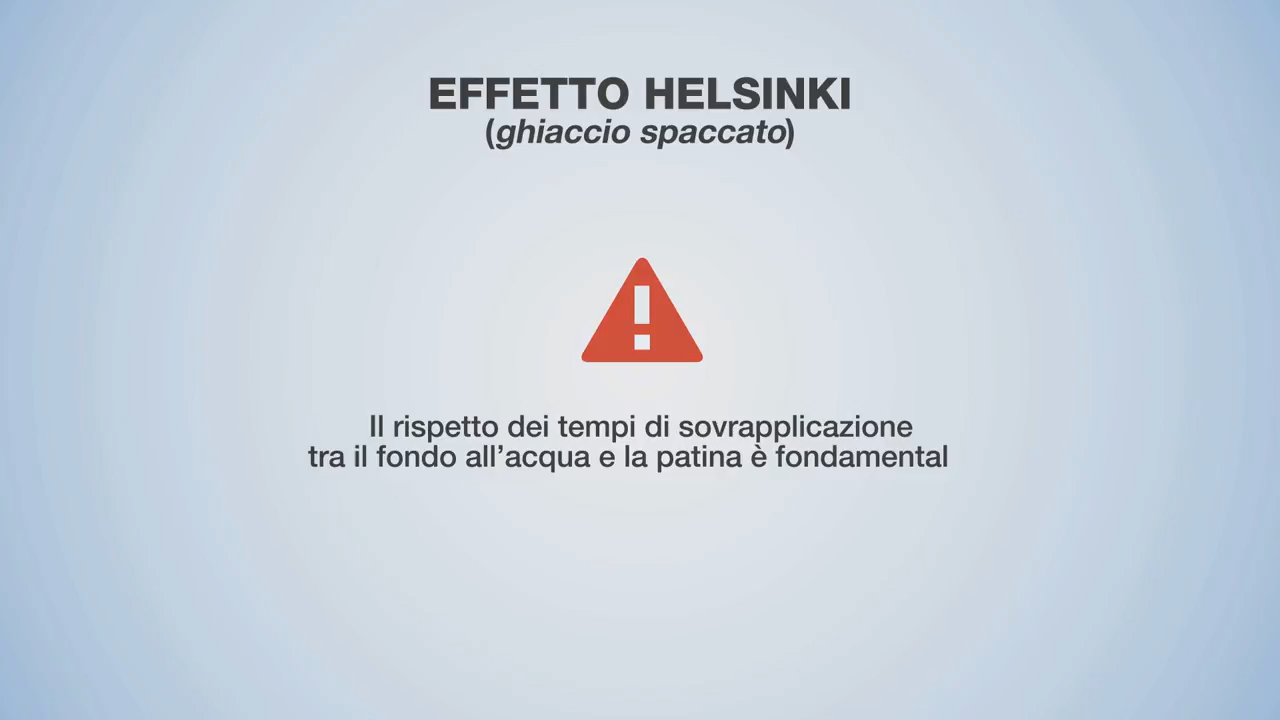 EFFETTO HELSINKI
(ghiaccio spaccato)
Il rispetto dei tempi di sovrapplicazione
tra il fondo all’acqua e la patina è fondamental